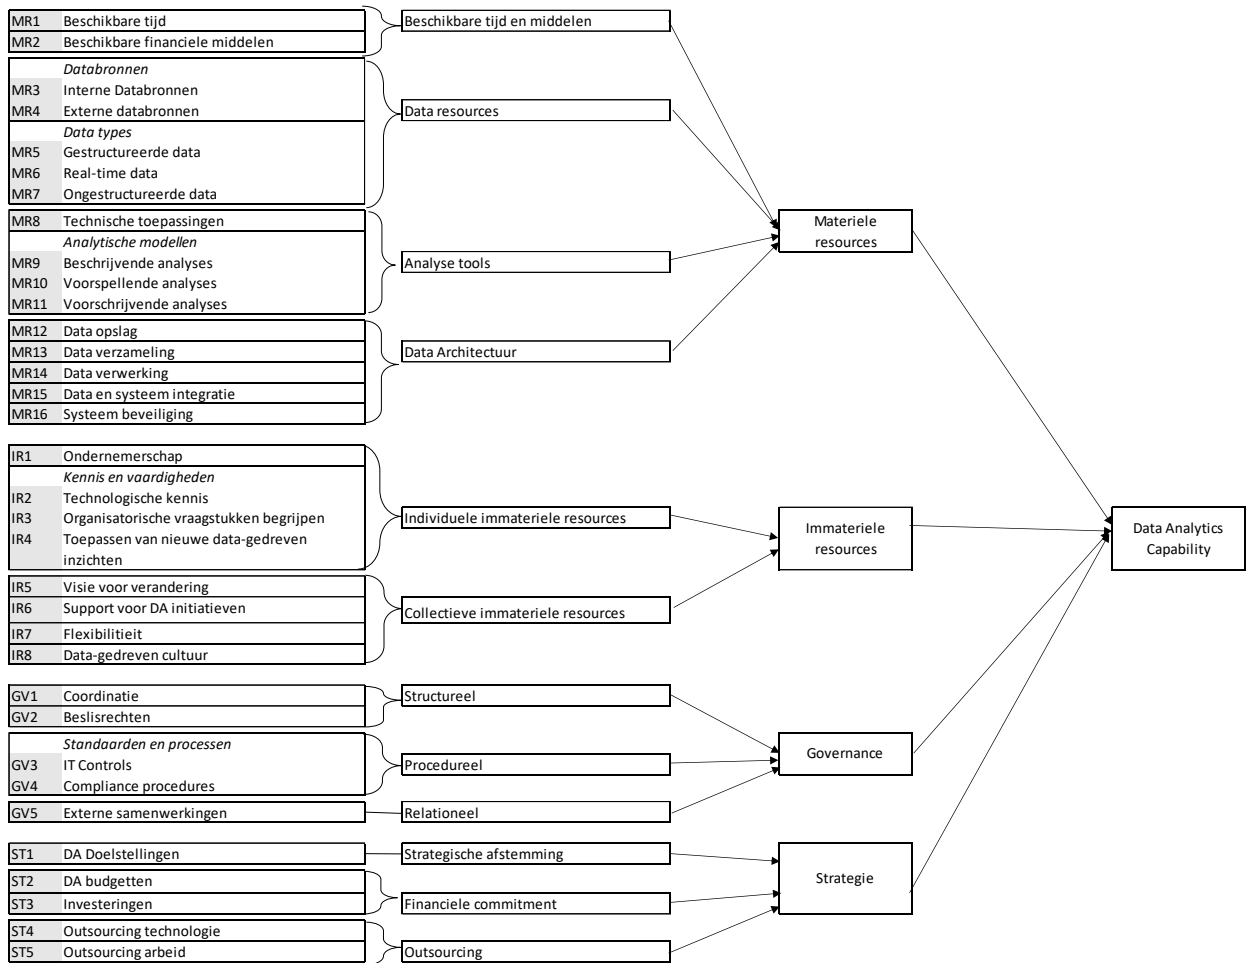 MR1 Beschikbare tijd
MR2 Beschikbare financiele middelen
Beschikbare tijd en middelen
Databronnen
MR3 Interne Databronnen
MR4 Externe databronnen
Data types
MR5 Gestructureerde data
MR6 Real-time data
MR7 Ongestructureerde data
Data resources
MR8 Technische toepassingen
Analytische modellen
MR9 Beschrijvende analyses
MR10 Voorspellende analyses
MR11 Voorschrijvende analyses
Analyse tools
MR12 Data opslag
MR13 Data verzameling
MR14 Data verwerking
MR15 Data en systeem integratie
MR16 Systeem beveiliging
Data Architectuur
Materiele
resources
IR1 Ondernemerschap
Kennis en vaardigheden
IR2 Technologische kennis
IR3 Organisatorische vraagstukken begrijpen
IR4 Toepassen van nieuwe data-gedreven
inzichten
Individuele immateriele resources
IR5 Visie voor verandering
IR6 Support voor DA initiatieven
IR7 Flexibilitieit
IR8 Data-gedreven cultuur
Collectieve immateriele resources
Immateriele
resources
GV1 Coordinatie
GV2 Beslisrechten
Structureel
Standaarden en processen
GV3 IT Controls
GV4 Compliance procedures
Procedureel
GV5 Externe samenwerkingen
Relationeel
Governance
ST1 DA Doelstellingen
Strategische afstemming
ST2 DA budgetten
ST3 Investeringen
Financiele commitment
ST4 Outsourcing technologie
ST5 Outsourcing arbeid
Outsourcing
Strategie
Data Analytics
Capability